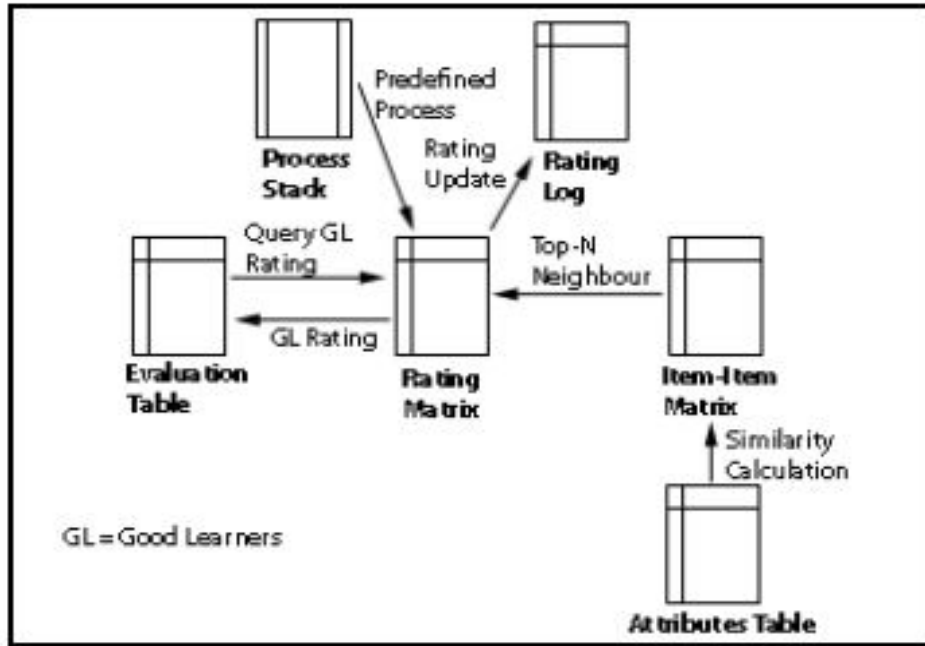 Predefined
Process
Process
Stack
Rating
Update
Rating
Log
Query GL
Rating
Top-N
Neighbour
GL Rating
Evaluation
Table
Rating
Matrix
Item-Item
Matrix
Similarity
Calculation
GL = Good Learners
Attributes Table